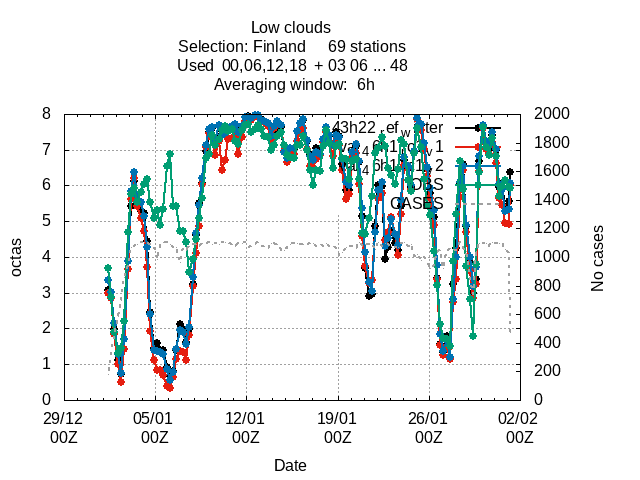 Low clouds
Selection: Finland 69 stations
Used 00,06,12,18 + 03 06 ... 48
Averaging window: 6h
8 2000
7 1800
6 1600
5 1400
4 1200
3 1000
2 800
1 600
0 400
200
0
octas
No cases
OBS
CASES
29/12 05/01 12/01 19/01 26/01 02/02
00Z 00Z 00Z 00Z 00Z 00Z
Date